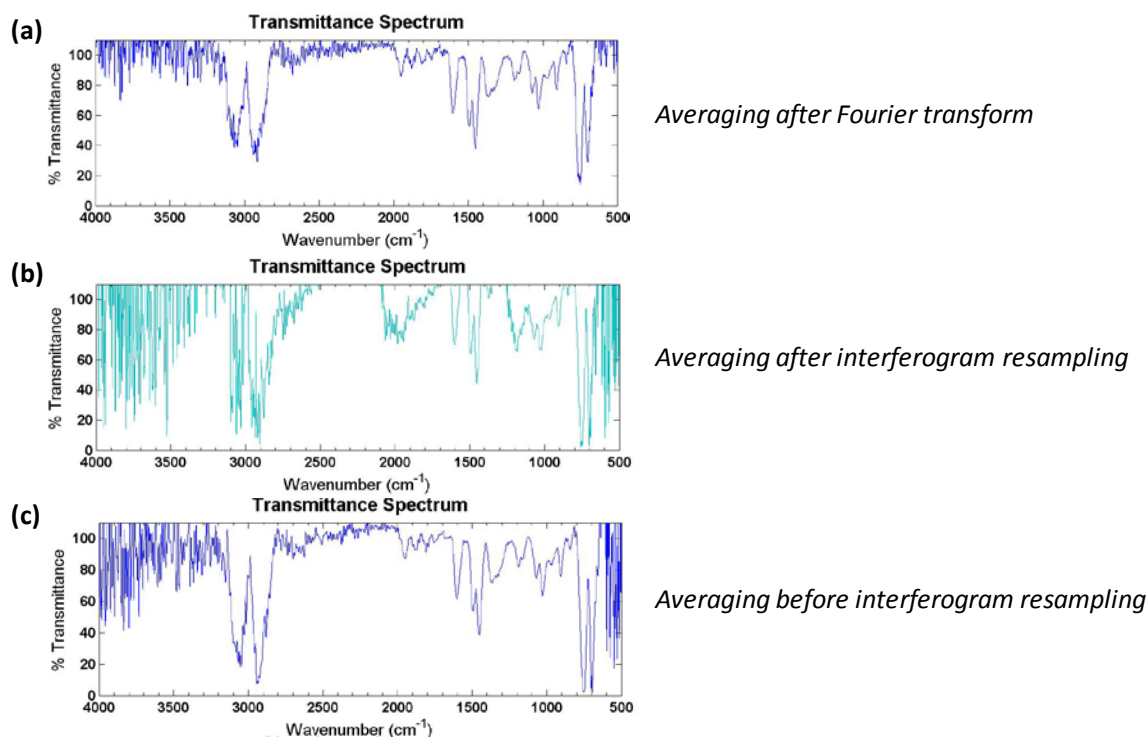 (a)
Transmittance Spectrum
% Transmittance
100
80
60
40
20
0
4000 3500 3000 2500 2000 1500 1000 500
Wavenumber (cm⁻¹)
Averaging after Fourier transform
(b)
Transmittance Spectrum
% Transmittance
100
80
60
40
20
0
4000 3500 3000 2500 2000 1500 1000 500
Wavenumber (cm⁻¹)
Averaging after interferogram resampling
(c)
Transmittance Spectrum
% Transmittance
100
80
60
40
20
0
4000 3500 3000 2500 2000 1500 1000 500
Wavenumber (cm⁻¹)
Averaging before interferogram resampling